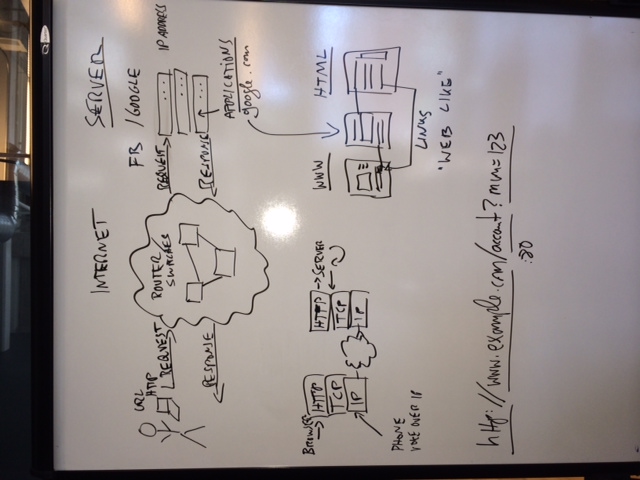 INTERNET
SERVER
URL
HTTP
FB / GOOGLE
ROUTER
SWITCHES
REQUEST
REQUEST
IP ADDRESS
RESPONSE
RESPONSE
APPLICATIONS
google.com
BROWSER
HTTP
HTTP
SERVER
TCP
TCP
IP
IP
WWW
HTML
PHONE
VOTE OVER IP
LINKS
"WEB LIKE"
http://www.example.com/account?num=123
:80